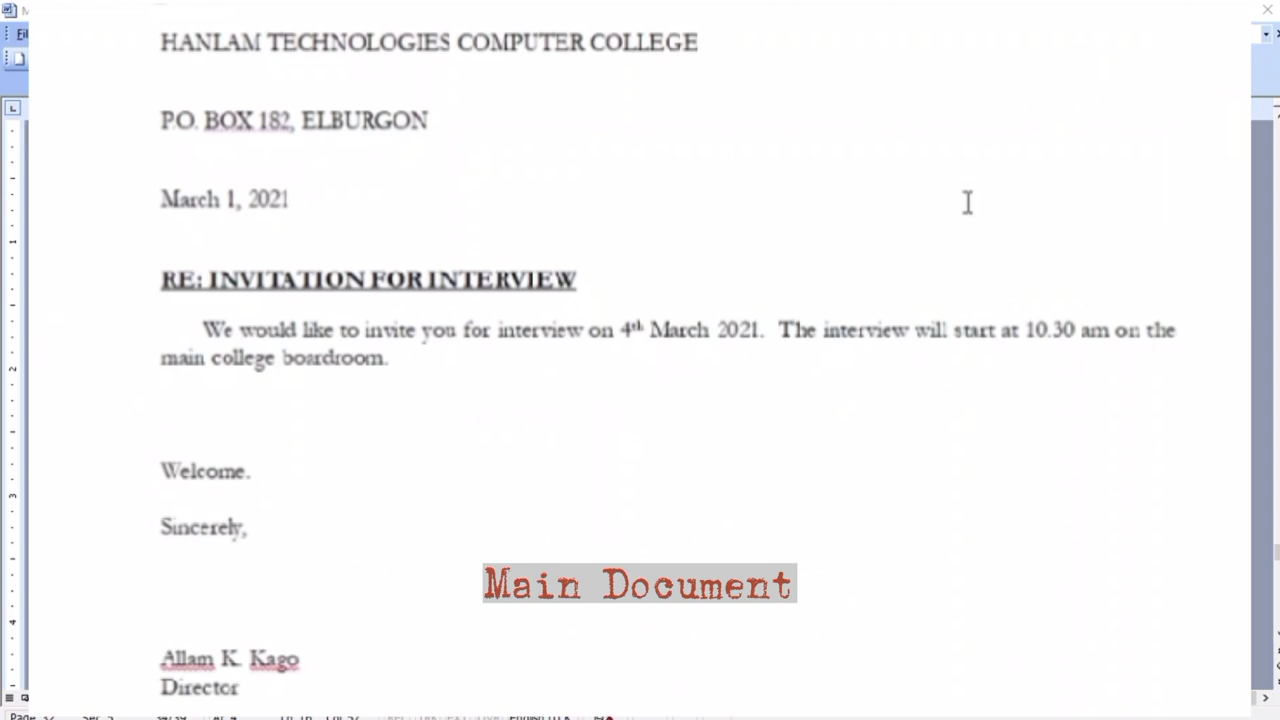 Fil
HANLAM TECHNOLOGIES COMPUTER COLLEGE
P.O. BOX 182, ELBURGON
March 1, 2021
RE: INVITATION FOR INTERVIEW
We would like to invite you for interview on 4th March 2021. The interview will start at 10.30 am on the
main college boardroom.
Welcome.
Sincerely,
Main Document
Allam K. Kago
Director